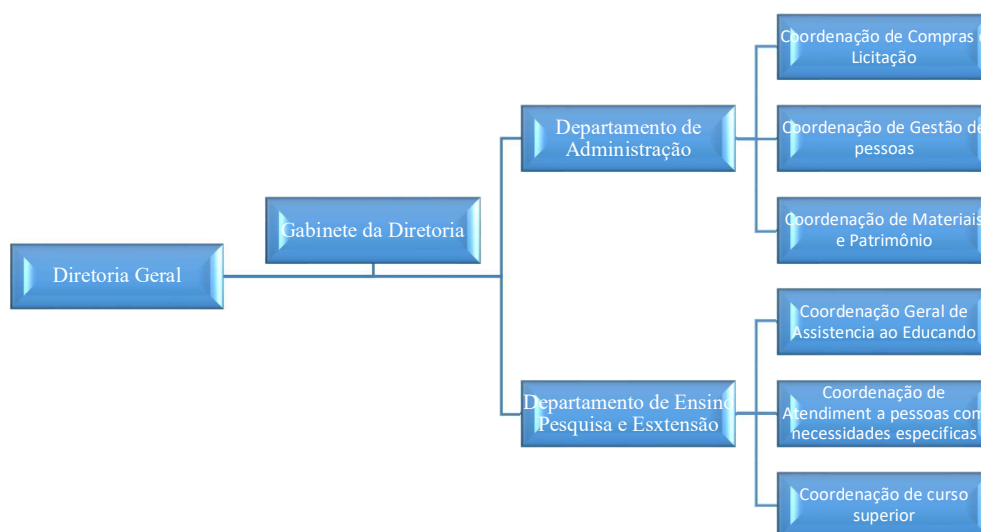 Coordenação de Compras e
Licitação
Departamento de
Administração
Coordenação de Gestão de
pessoas
Gabinete da Diretoria
Coordenação de Materiais
e Patrimônio
Diretoria Geral
Coordenação Geral de
Assistencia ao Educando
Departamento de Ensino
Pesquisa e Esxtensão
Coordenação de
Atendiment a pessoas com
necessidades especificas
Coordenação de curso
superior